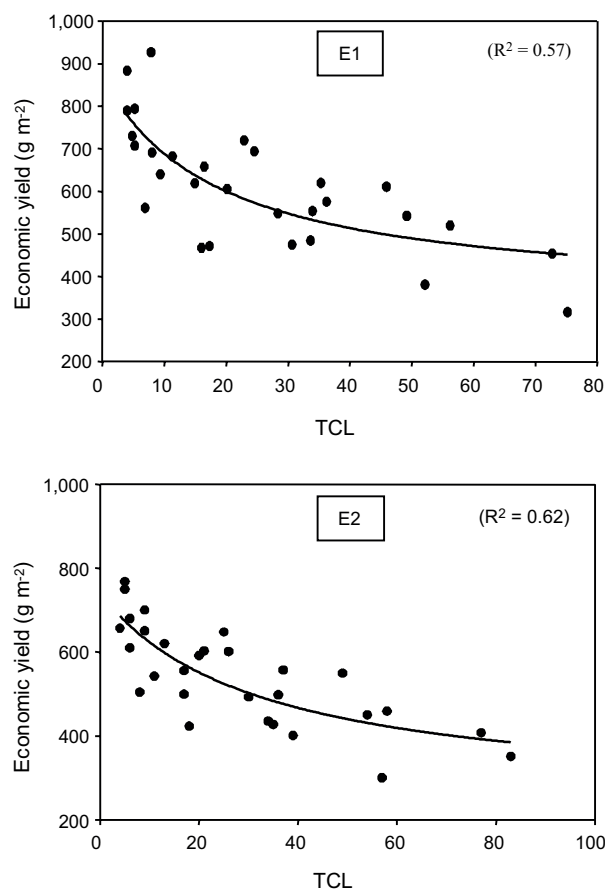 1,000
E1
(R² = 0.57)
900
800
700
600
500
400
300
200
Economic yield (g m⁻²)
0 10 20 30 40 50 60 70 80
TCL
1,000
E2
(R² = 0.62)
800
600
400
200
Economic yield (g m⁻²)
0 20 40 60 80 100
TCL